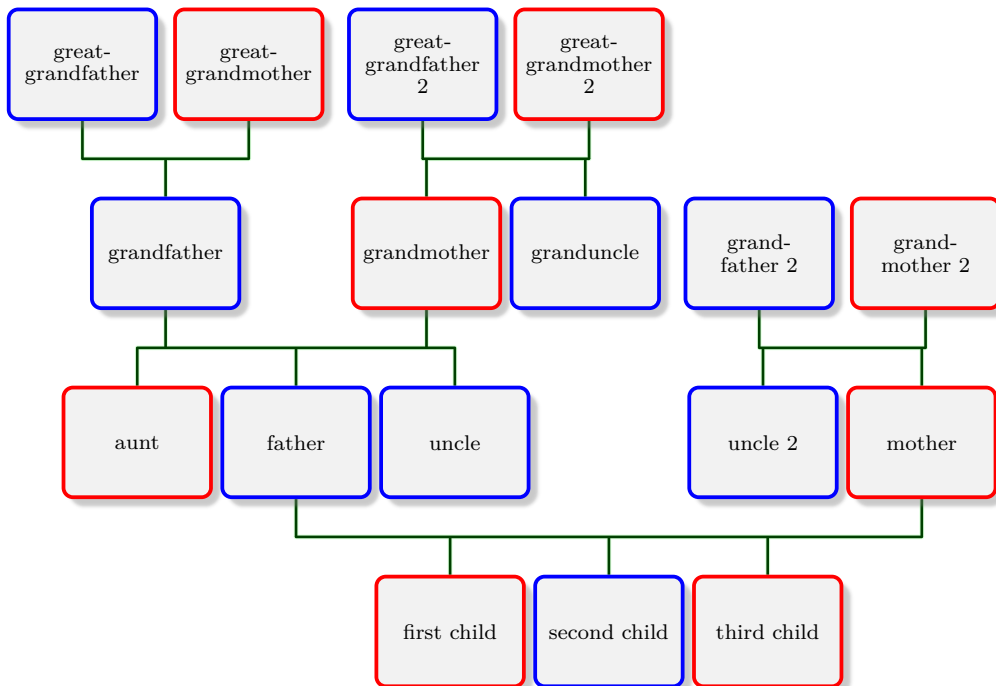 great-
grandfather
great-
grandmother
great-
grandfather
2
great-
grandmother
2
grandfather
grandmother
granduncle
grand-
father 2
grand-
mother 2
aunt
father
uncle
uncle 2
mother
first child
second child
third child